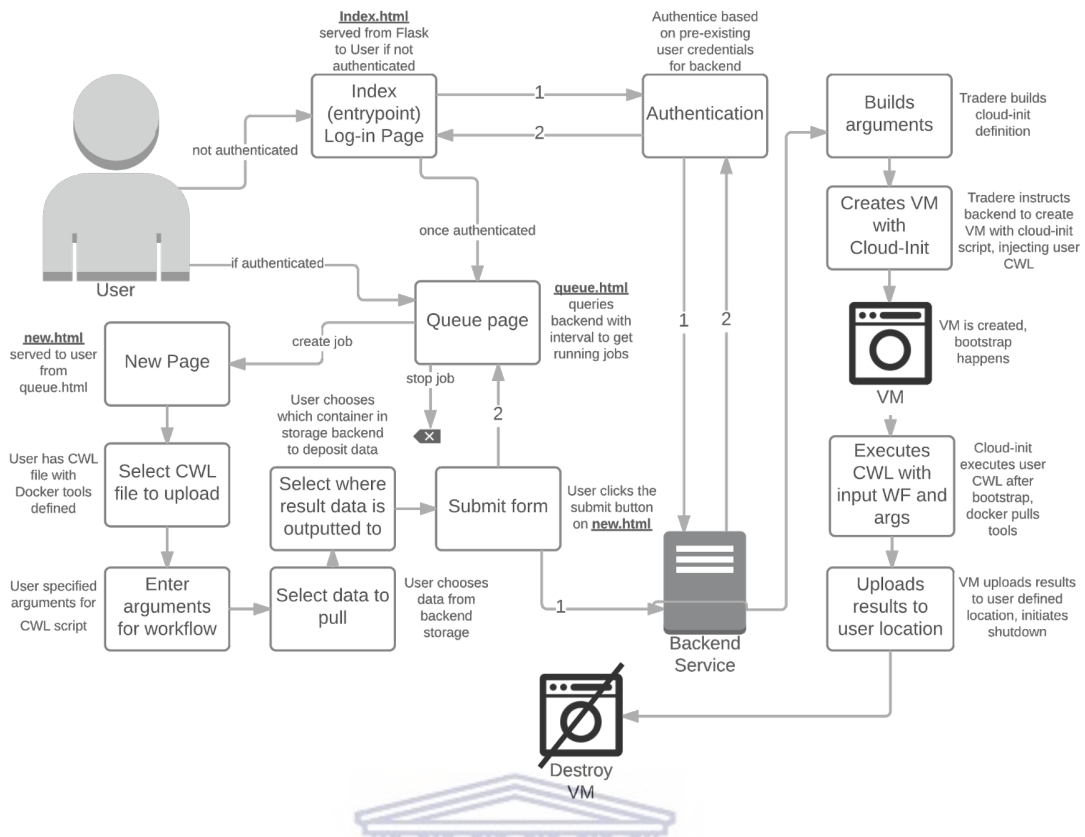 Index.html
served from Flask
to User if not
authenticated
Index
(entrypoint)
Log-in Page
1
2
Authentice based
on pre-existing
user credentials
for backend
Authentication
Builds
arguments
Tradere builds
cloud-init
definition
not authenticated
once authenticated
if authenticated
User
Creates VM
with
Cloud-Init
Tradere instructs
backend to create
VM with cloud-init
script, injecting user
CWL
Queue page
queue.html
queries
backend with
interval to get
running jobs
1
2
create job
stop job
new.html
served to user
from
queue.html
New Page
VM is created,
bootstrap
happens
VM
User chooses
which container in
storage backend
to deposit data
2
User has CWL
file with
Docker tools
defined
Select CWL
file to upload
Select where
result data is
outputted to
Submit form
User clicks the
submit button
on new.html
Executes
CWL with
input WF and
args
Cloud-init
executes user
CWL after
bootstrap,
docker pulls
tools
User specified
arguments for
CWL script
Enter
arguments
for workflow
Select data to
pull
User chooses
data from
backend
storage
1
Backend
Service
Uploads
results to
user location
VM uploads results
to user defined
location, initiates
shutdown
Destroy
VM